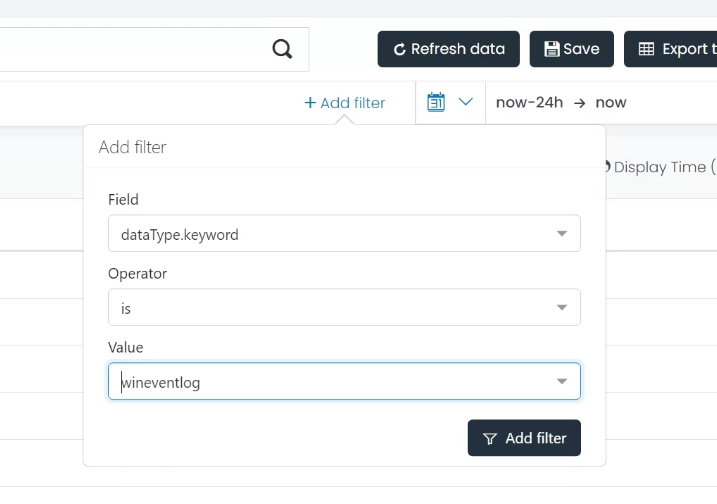 Refresh data
Save
Export t
+ Add filter
31
now-24h → now
Add filter
Display Time (
Field
dataType.keyword
Operator
is
Value
wineventlog
Add filter